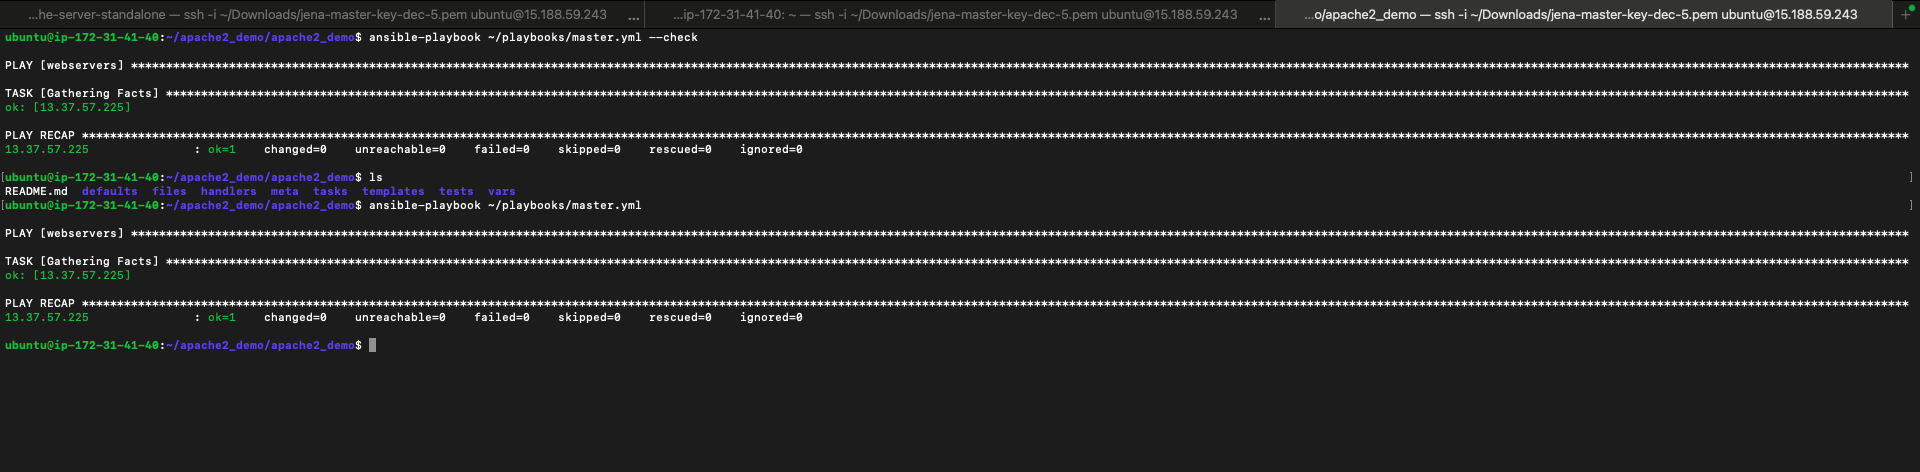 ...he-server-standalone — ssh -i ~/Downloads/jena-master-key-dec-5.pem ubuntu@15.188.59.243 ... ...ip-172-31-41-40: ~ — ssh -i ~/Downloads/jena-master-key-dec-5.pem ubuntu@15.188.59.243 ... ...o/apache2_demo — ssh -i ~/Downloads/jena-master-key-dec-5.pem ubuntu@15.188.59.243 +
ubuntu@ip-172-31-41-40:~/apache2_demo/apache2_demo$ ansible-playbook ~/playbooks/master.yml --check
PLAY [webservers] ****************************************************************************************************
TASK [Gathering Facts] ****************************************************************************************************
ok: [13.37.57.225]
PLAY RECAP ****************************************************************************************************
13.37.57.225 : ok=1 changed=0 unreachable=0 failed=0 skipped=0 rescued=0 ignored=0
[ubuntu@ip-172-31-41-40:~/apache2_demo/apache2_demo$ ls ]
README.md defaults files handlers meta tasks templates tests vars
[ubuntu@ip-172-31-41-40:~/apache2_demo/apache2_demo$ ansible-playbook ~/playbooks/master.yml ]
PLAY [webservers] ****************************************************************************************************
TASK [Gathering Facts] ****************************************************************************************************
ok: [13.37.57.225]
PLAY RECAP ****************************************************************************************************
13.37.57.225 : ok=1 changed=0 unreachable=0 failed=0 skipped=0 rescued=0 ignored=0
ubuntu@ip-172-31-41-40:~/apache2_demo/apache2_demo$